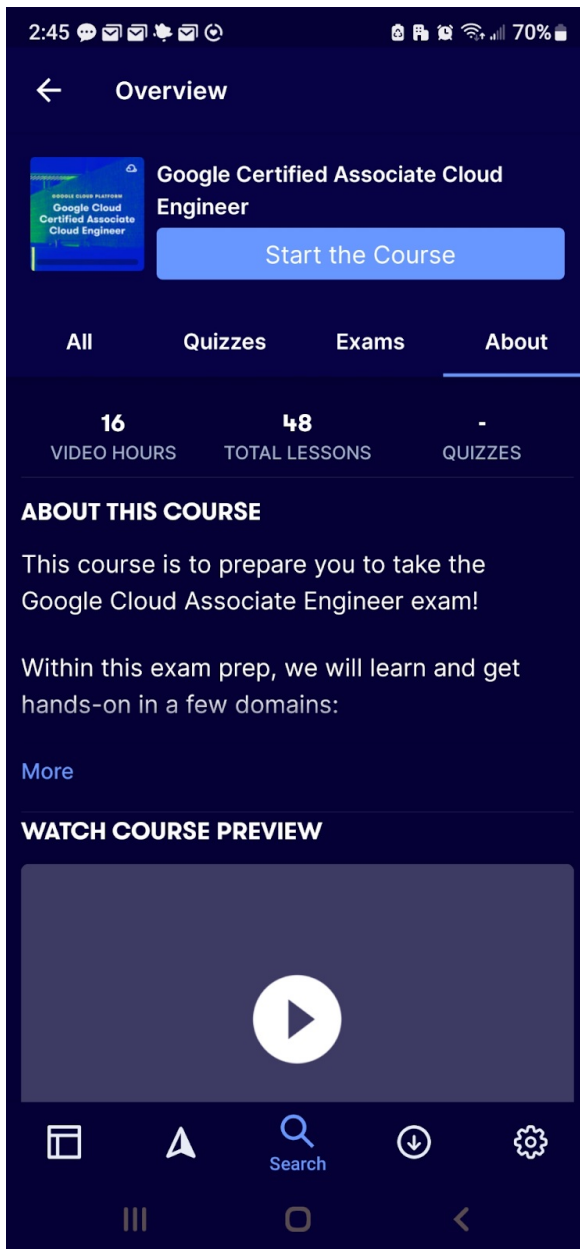 2:45 70%
Overview
GOOGLE CLOUD PLATFORM
Google Cloud
Certified Associate
Cloud Engineer
Google Certified Associate Cloud
Engineer
Start the Course
All Quizzes Exams About
16 48 -
VIDEO HOURS TOTAL LESSONS QUIZZES
ABOUT THIS COURSE
This course is to prepare you to take the
Google Cloud Associate Engineer exam!
Within this exam prep, we will learn and get
hands-on in a few domains:
More
WATCH COURSE PREVIEW
Search